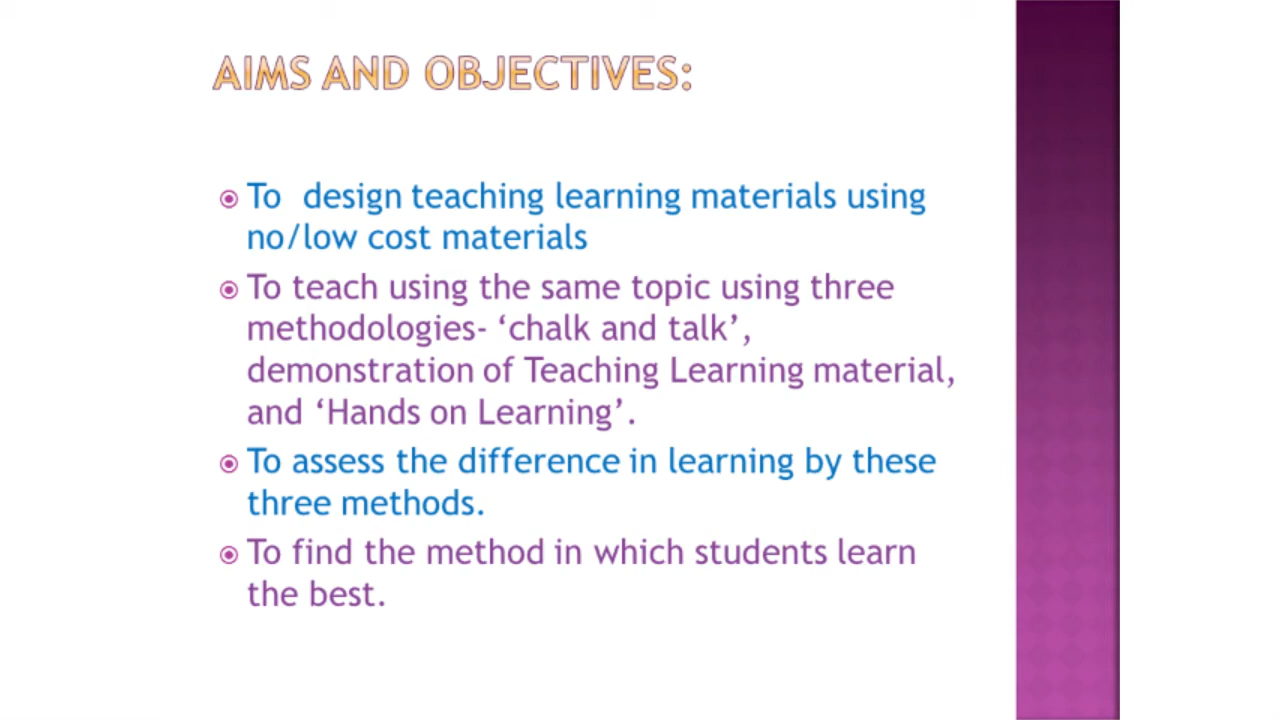 AIMS AND OBJECTIVES:
To design teaching learning materials using
no/low cost materials
To teach using the same topic using three
methodologies- ‘chalk and talk’,
demonstration of Teaching Learning material,
and ‘Hands on Learning’.
To assess the difference in learning by these
three methods.
To find the method in which students learn
the best.